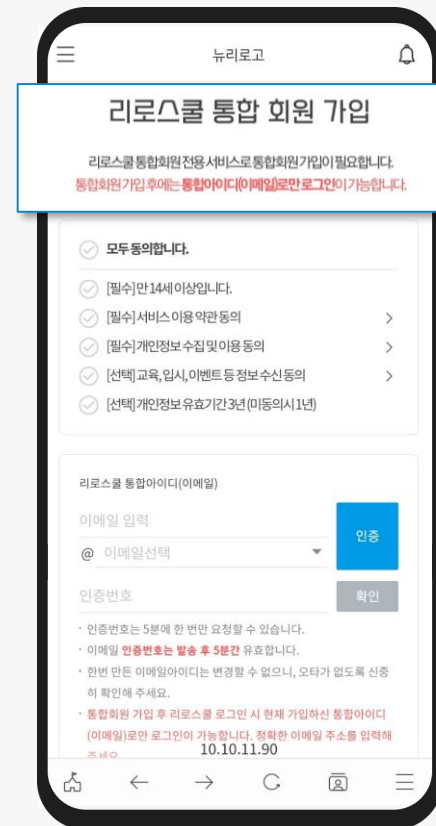 뉴리로고
리로스쿨 통합 회원 가입
리로스쿨 통합회원 전용 서비스로 통합회원 가입이 필요합니다.
통합회원 가입 후에는 통합아이디(이메일)로만 로그인이 가능합니다.
모두 동의합니다.
[필수] 만 14세 이상입니다.
[필수] 서비스 이용 약관 동의
[필수] 개인정보 수집 및 이용 동의
[선택] 교육, 입시, 이벤트 등 정보 수신 동의
[선택] 개인정보 유효기간 3년 (미동의시 1년)
리로스쿨 통합아이디(이메일)
이메일 입력
인증
@ 이메일선택
인증번호 확인
· 인증번호는 5분에 한 번만 요청할 수 있습니다.
· 이메일 인증번호는 발송 후 5분간 유효합니다.
· 한번 만든 이메일아이디는 변경할 수 없으니, 오타가 없도록 신중
히 확인해 주세요.
· 통합회원 가입 후 리로스쿨 로그인 시 현재 가입하신 통합아이디
(이메일)로만 로그인이 가능합니다. 정확한 이메일 주소를 입력해
주세요
10.10.11.90